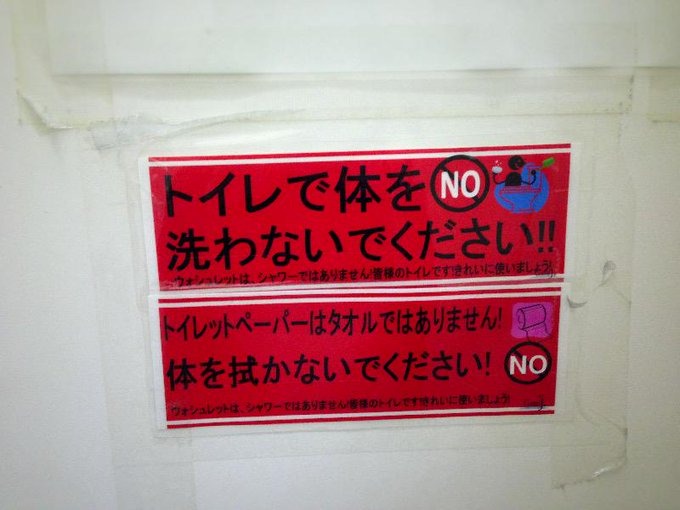 トイレで体を NO
洗わないでください!!
ウォシュレットは、シャワーではありません!皆様のトイレです!きれいに使いましょう!
トイレットペーパーはタオルではありません!
体を拭かないでください! NO
ウォシュレットは、シャワーではありません!皆様のトイレです!きれいに使いましょう!